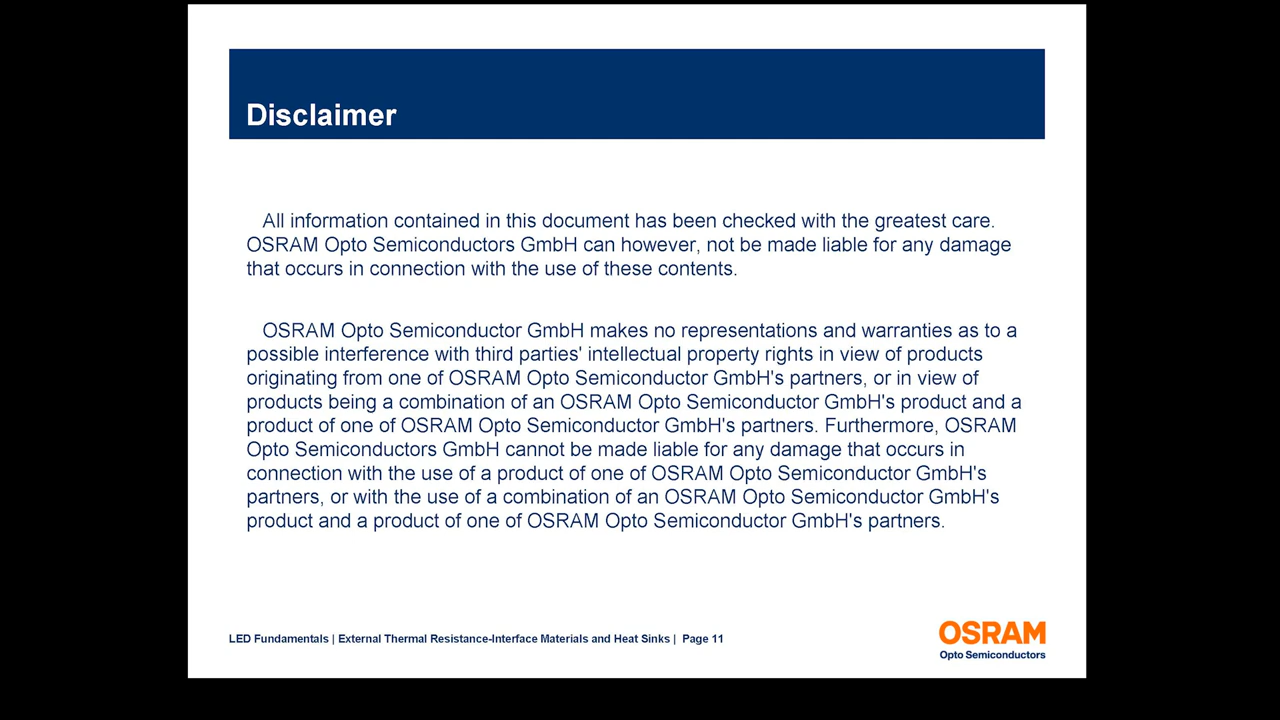 Disclaimer
All information contained in this document has been checked with the greatest care.
OSRAM Opto Semiconductors GmbH can however, not be made liable for any damage
that occurs in connection with the use of these contents.
OSRAM Opto Semiconductor GmbH makes no representations and warranties as to a
possible interference with third parties' intellectual property rights in view of products
originating from one of OSRAM Opto Semiconductor GmbH's partners, or in view of
products being a combination of an OSRAM Opto Semiconductor GmbH's product and a
product of one of OSRAM Opto Semiconductor GmbH's partners. Furthermore, OSRAM
Opto Semiconductors GmbH cannot be made liable for any damage that occurs in
connection with the use of a product of one of OSRAM Opto Semiconductor GmbH's
partners, or with the use of a combination of an OSRAM Opto Semiconductor GmbH's
product and a product of one of OSRAM Opto Semiconductor GmbH's partners.
LED Fundamentals | External Thermal Resistance-Interface Materials and Heat Sinks | Page 11
OSRAM
Opto Semiconductors